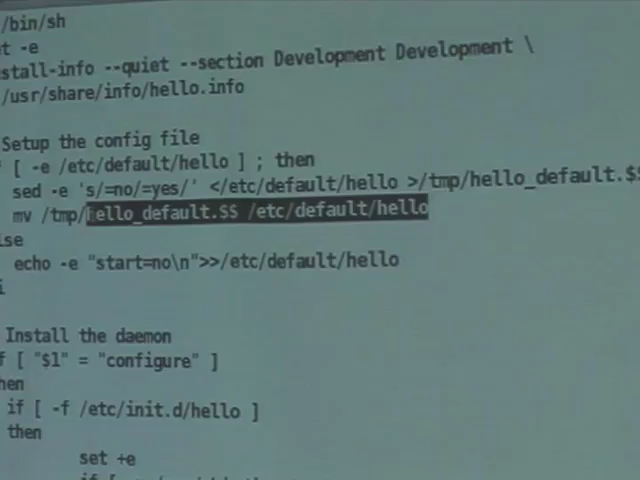 /bin/sh
t -e
stall-info --quiet --section Development Development \
/usr/share/info/hello.info
Setup the config file
[ -e /etc/default/hello ] ; then
sed -e 's/=no/=yes/' </etc/default/hello >/tmp/hello_default.$$
mv /tmp/hello_default.$$ /etc/default/hello
lse
echo -e "start=no\n">>/etc/default/hello
i
Install the daemon
f [ "$1" = "configure" ]
hen
if [ -f /etc/init.d/hello ]
then
set +e